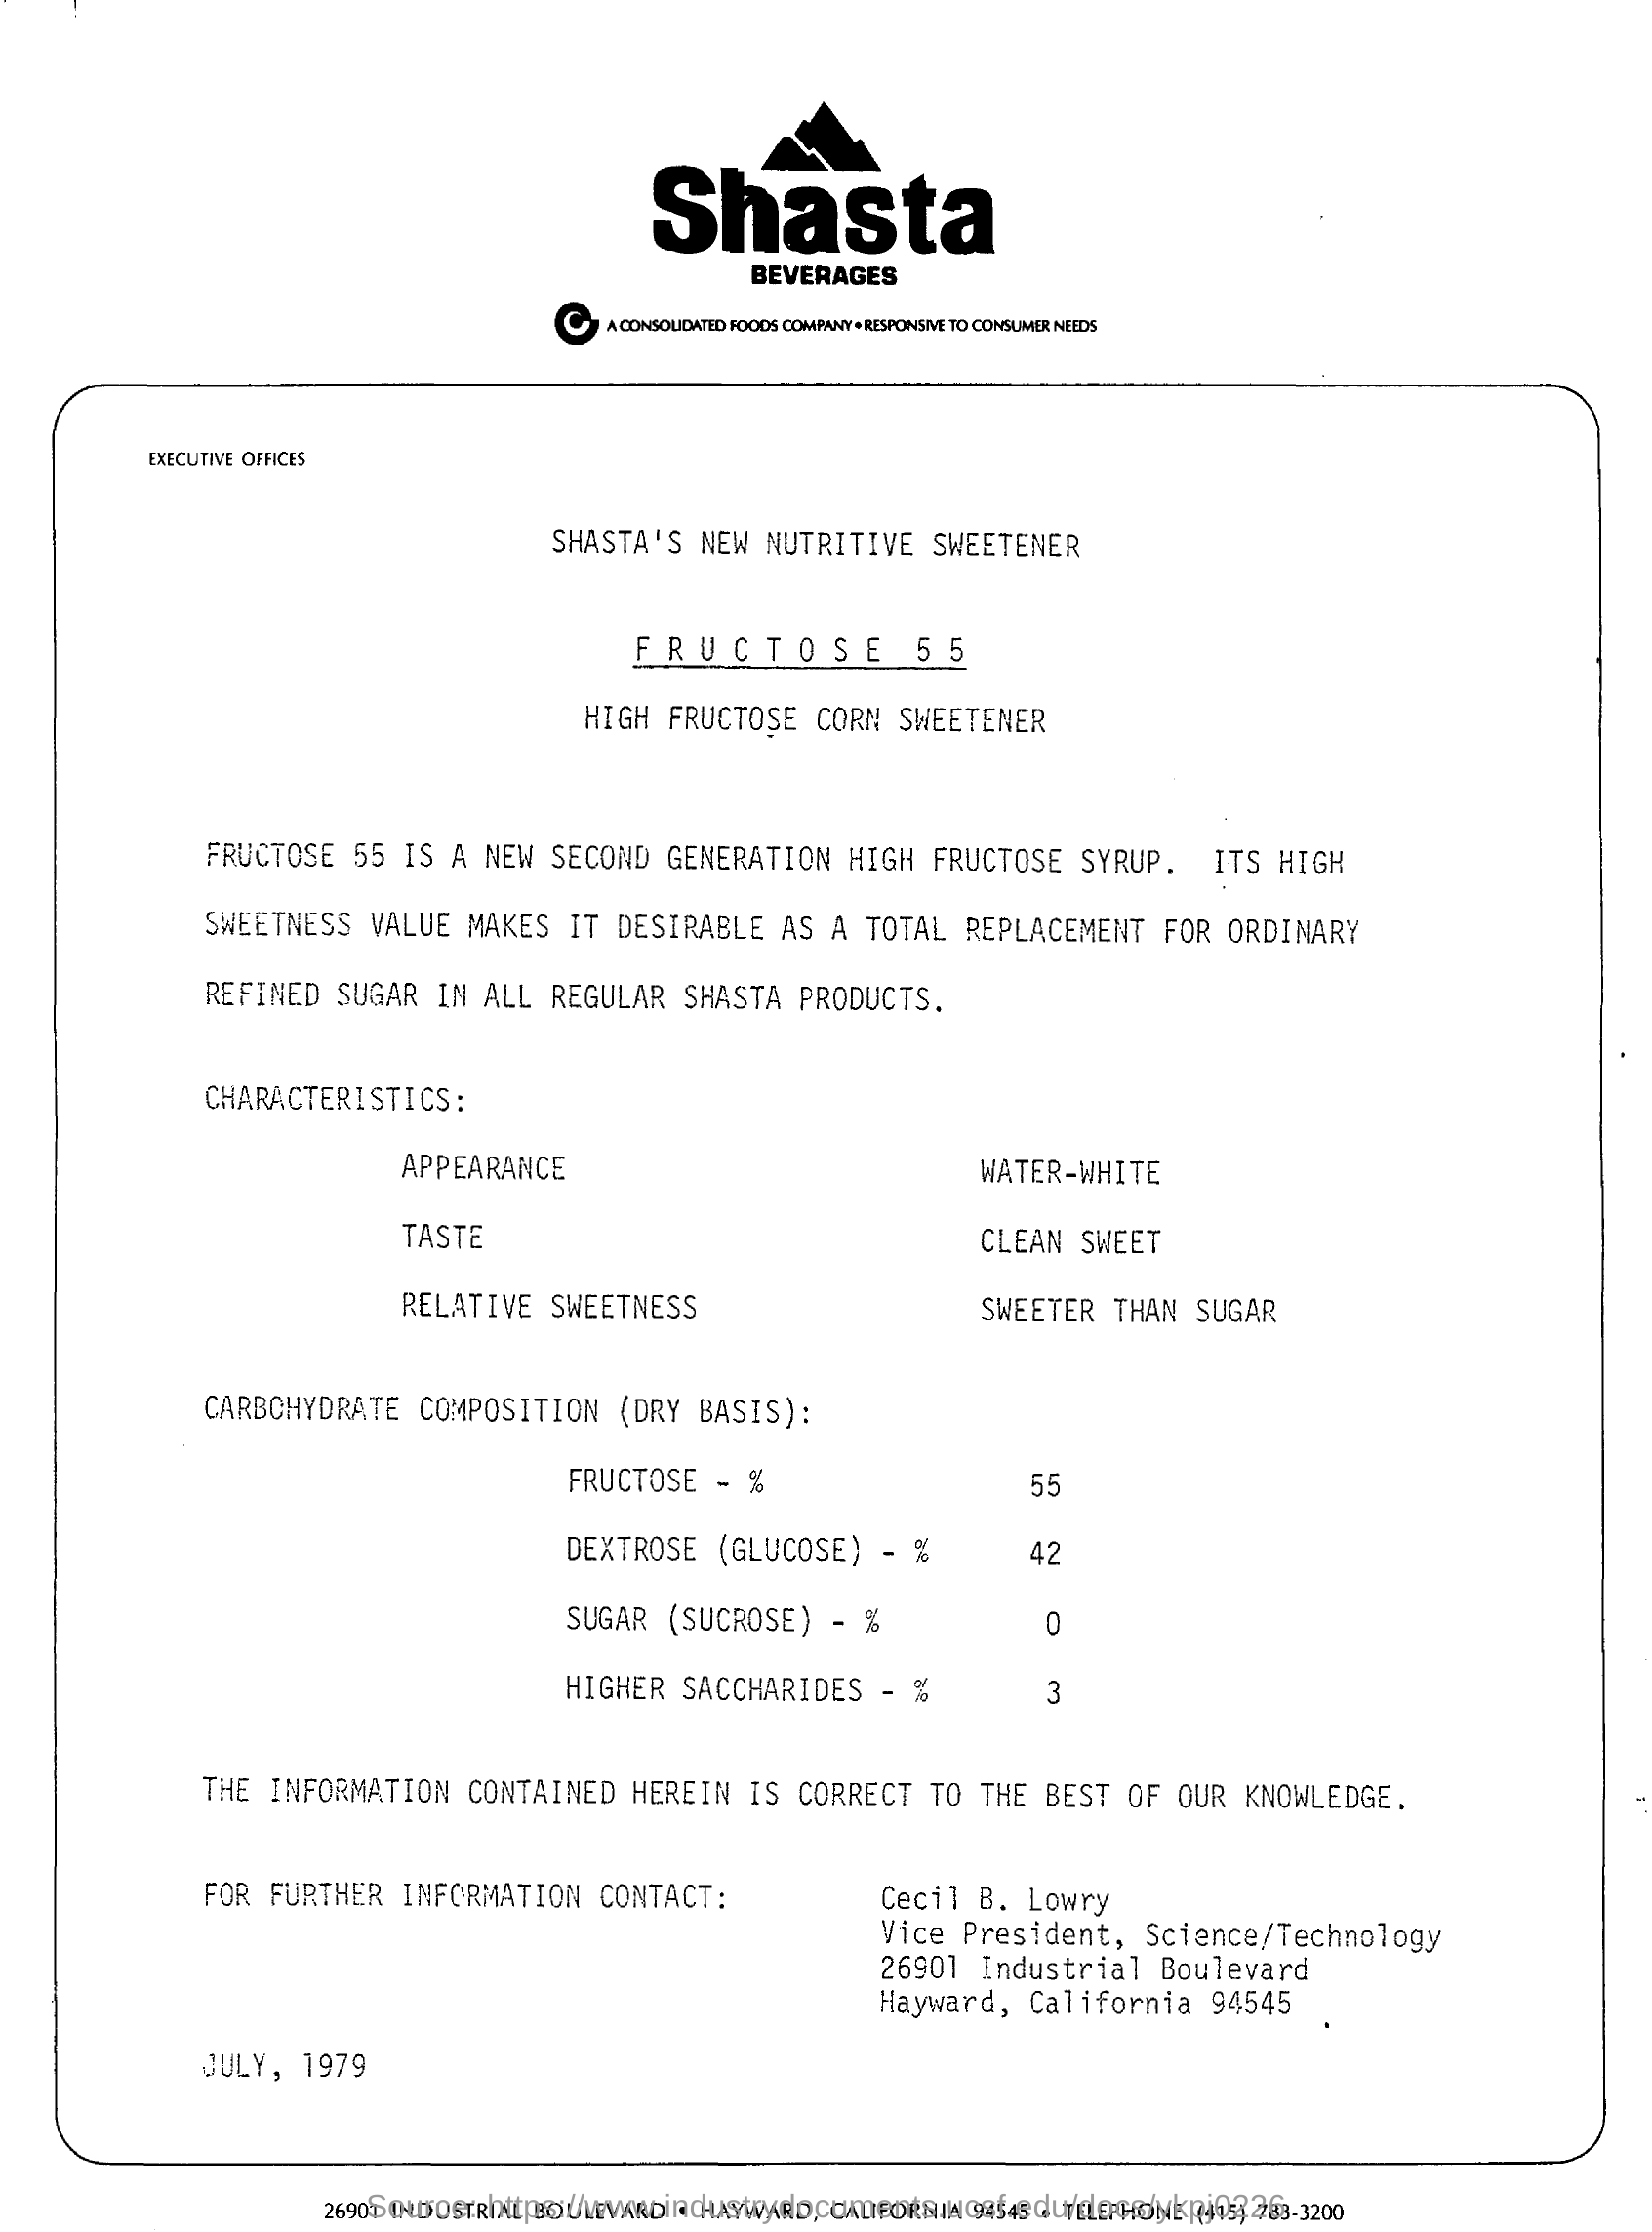 Shasta
BEVERAGES
A CONSOLIDATED FOODS COMPANY • RESPONSIVE TO CONSUMER NEEDS
EXECUTIVE OFFICES
SHASTA'S NEW NUTRITIVE SWEETENER
FRUCTOSE 55
HIGH FRUCTOSE CORN SWEETENER
FRUCTOSE 55 IS A NEW SECOND GENERATION HIGH FRUCTOSE SYRUP. ITS HIGH
SWEETNESS VALUE MAKES IT DESIRABLE AS A TOTAL REPLACEMENT FOR ORDINARY
REFINED SUGAR IN ALL REGULAR SHASTA PRODUCTS.
CHARACTERISTICS:
APPEARANCE WATER-WHITE
TASTE CLEAN SWEET
RELATIVE SWEETNESS SWEETER THAN SUGAR
CARBOHYDRATE COMPOSITION (DRY BASIS):
FRUCTOSE - % 55
DEXTROSE (GLUCOSE) - % 42
SUGAR (SUCROSE) - % 0
HIGHER SACCHARIDES - % 3
THE INFORMATION CONTAINED HEREIN IS CORRECT TO THE BEST OF OUR KNOWLEDGE.
FOR FURTHER INFORMATION CONTACT: Cecil B. Lowry
Vice President, Science/Technology
26901 Industrial Boulevard
Hayward, California 94545
JULY, 1979
26901 INDUSTRIAL BOULEVARD • HAYWARD, CALIFORNIA 94545 • TELEPHONE (415) 783-3200
Source: https://www.industrydocuments.ucsf.edu/docs/ykpj0226